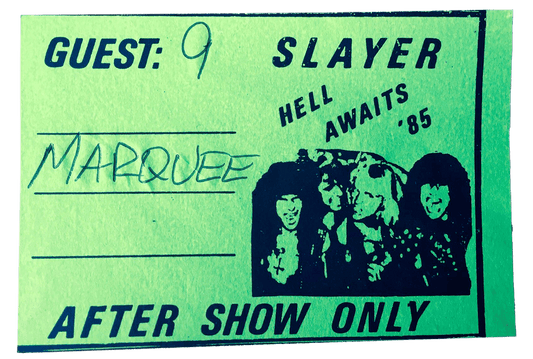 GUEST: 9
SLAYER
HELL
AWAITS
'85
MARQUEE
AFTER SHOW ONLY